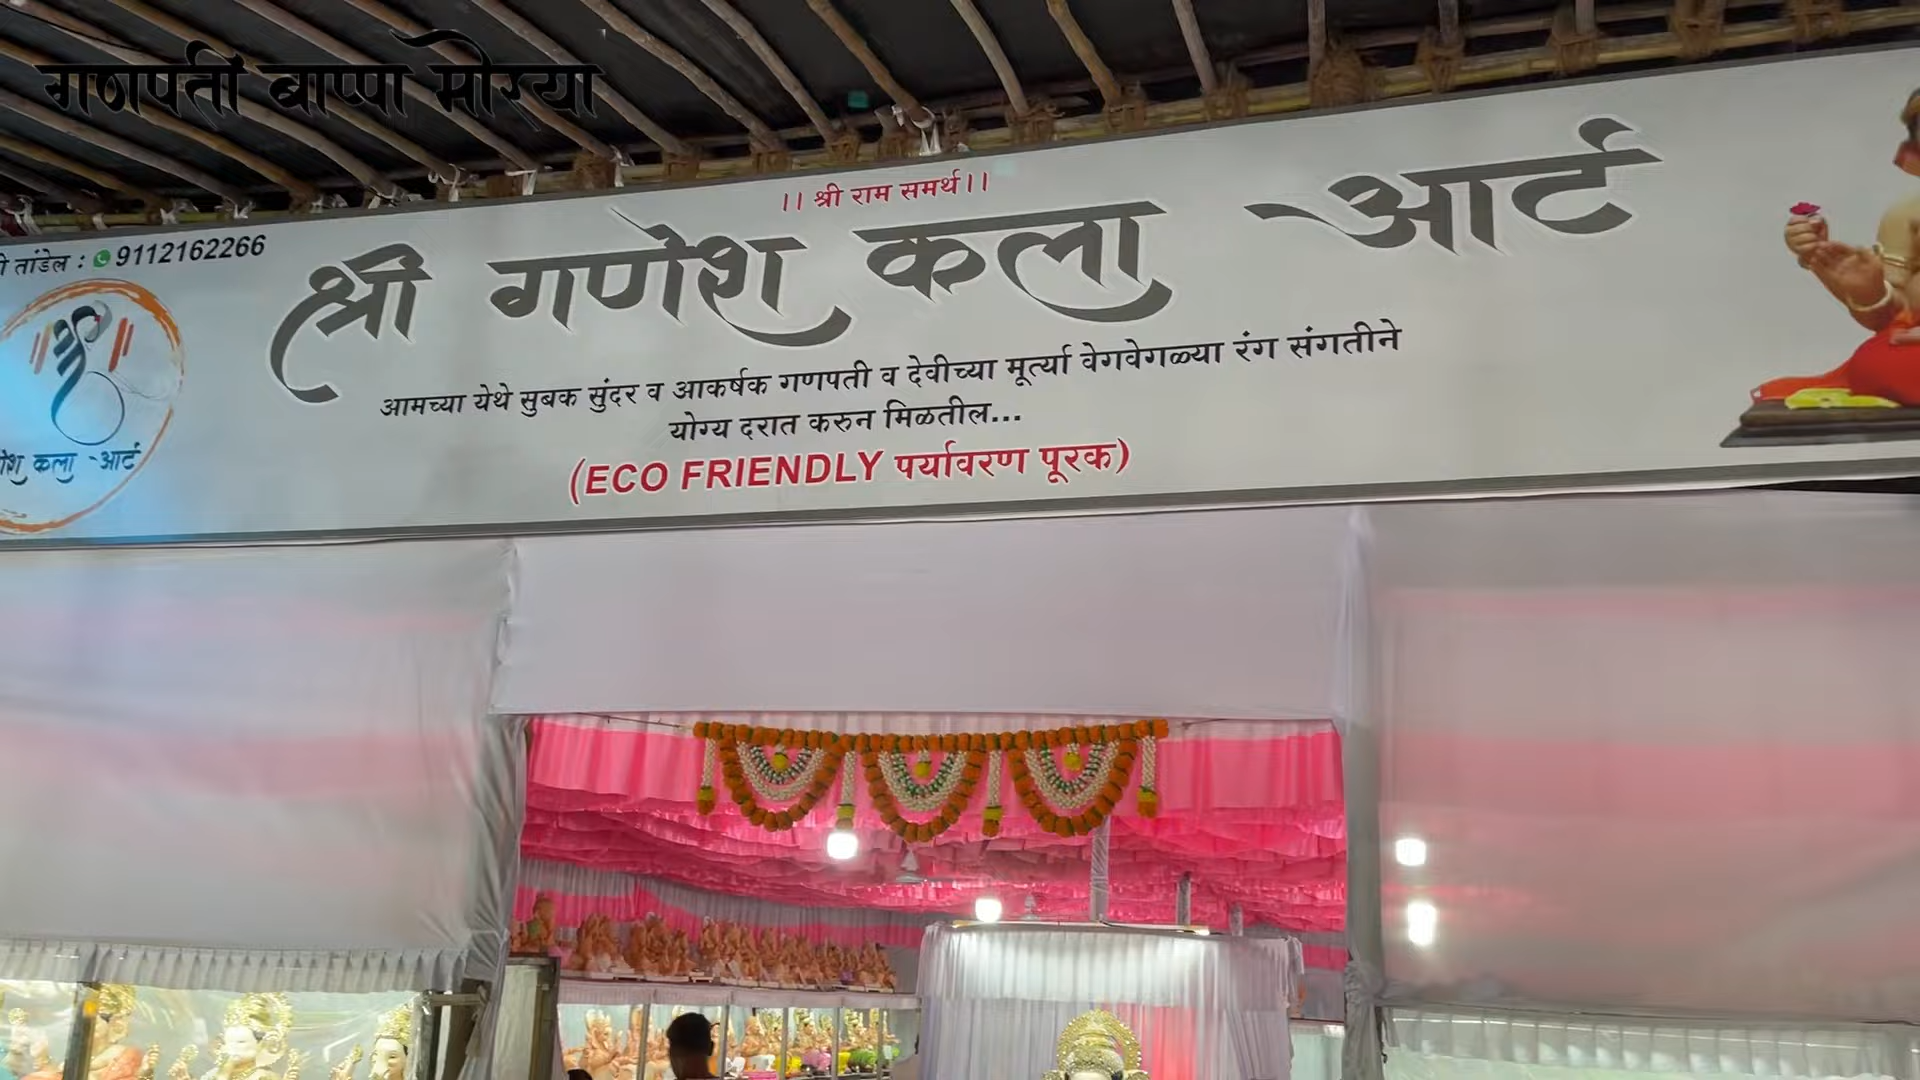 गणपती बाप्पा मोरया
।। श्री राम समर्थ।।
तांडेल : 9112162266
श्री गणेश कला आर्ट
आमच्या येथे सुबक सुंदर व आकर्षक गणपती व देवीच्या मूर्त्या वेगवेगळ्या रंग संगतीने
योग्य दरात करुन मिळतील...
(ECO FRIENDLY पर्यावरण पूरक)
श्री
कला आर्ट